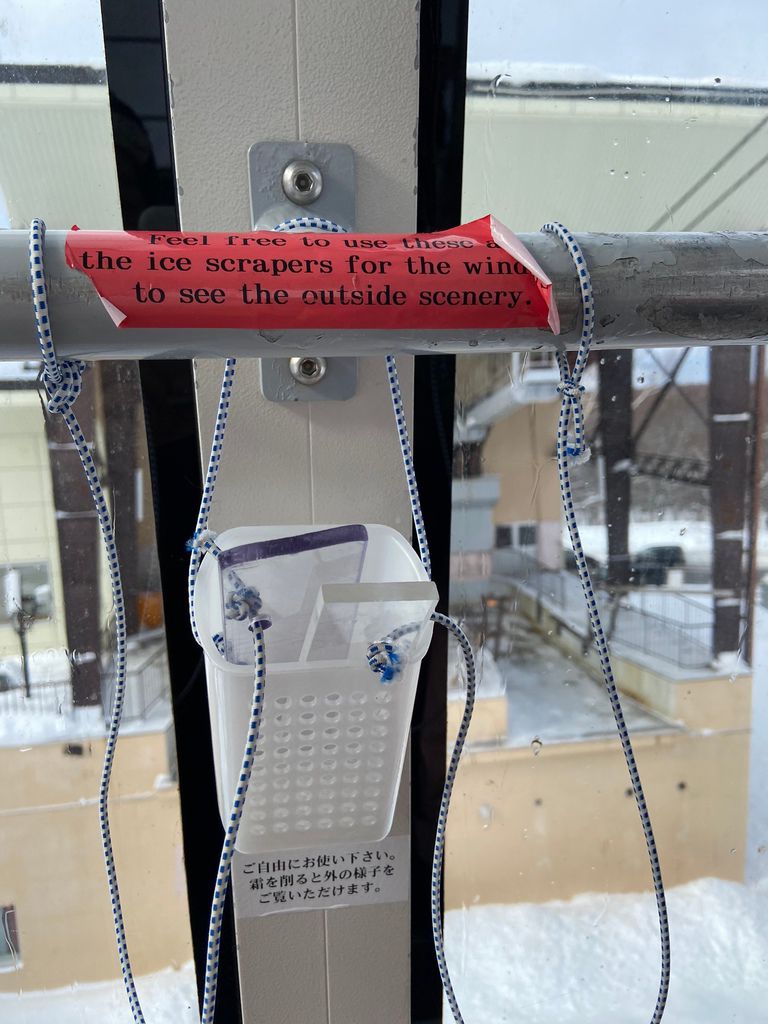 Feel free to use these a
the ice scrapers for the wind
to see the outside scenery.
ご自由にお使い下さい。
霜を削ると外の様子を
ご覧いただけます。